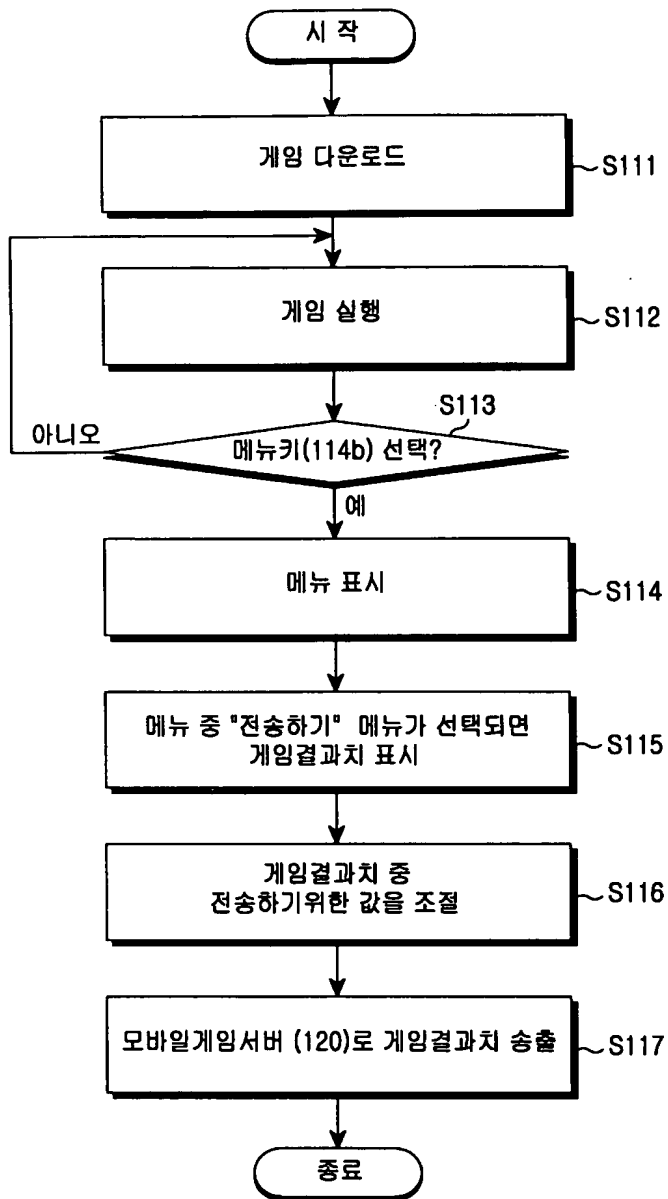 시 작
게임 다운로드
S111
게임 실행
S112
S113
아니오
메뉴키(114b) 선택?
예
메뉴 표시
S114
메뉴 중 "전송하기" 메뉴가 선택되면
게임결과치 표시
S115
게임결과치 중
전송하기위한 값을 조절
S116
모바일게임서버 (120)로 게임결과치 송출
S117
종료